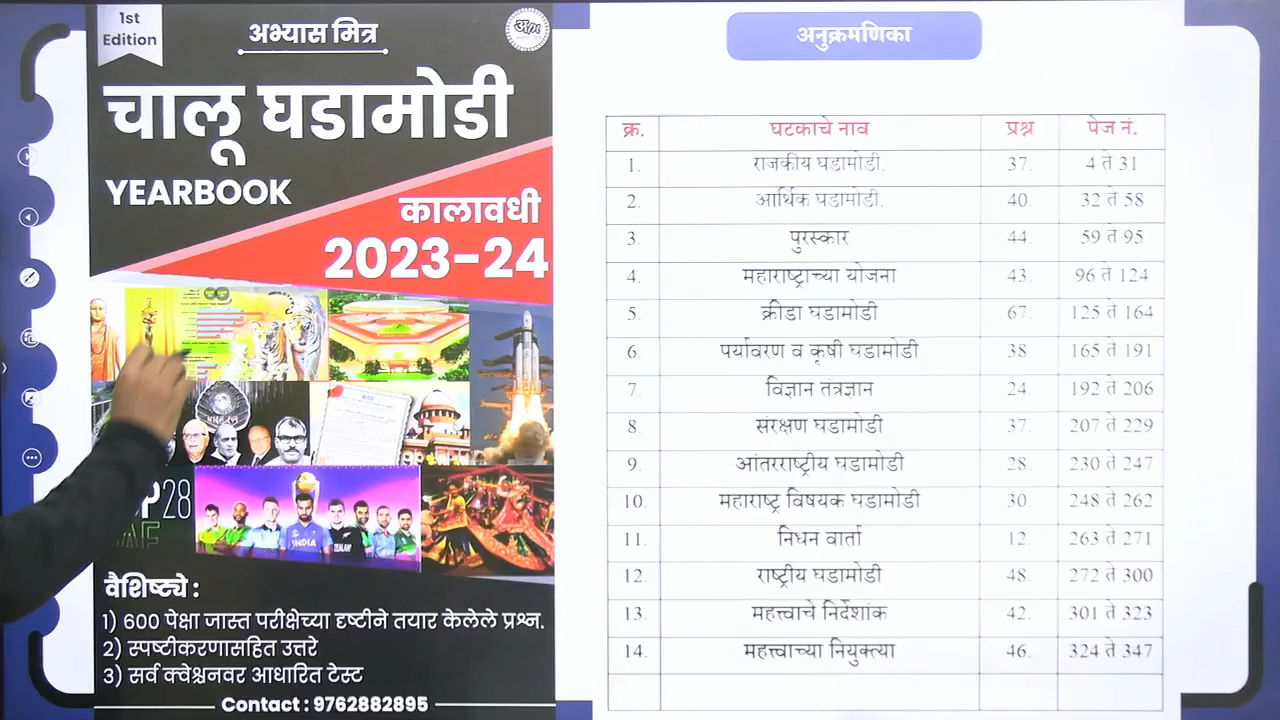 1st
Edition
अभ्यास मित्र
चालू घडामोडी
YEARBOOK
कालावधी
2023-24
28
INDIA
वैशिष्ट्ये :
1) 600 पेक्षा जास्त परीक्षेच्या दृष्टीने तयार केलेले प्रश्न.
2) स्पष्टीकरणासहित उत्तरे
3) सर्व क्वेश्चनवर आधारित टेस्ट
Contact : 9762882895
अनुक्रमणिका
क्र. घटकाचे नाव प्रश्न पेज नं.
1. राजकीय घडामोडी. 37. 4 ते 31
2. आर्थिक घडामोडी. 40. 32 ते 58
3. पुरस्कार 44. 59 ते 95
4. महाराष्ट्राच्या योजना 43. 96 ते 124
5. क्रीडा घडामोडी 67. 125 ते 164
6. पर्यावरण व कृषी घडामोडी 38. 165 ते 191
7. विज्ञान तंत्रज्ञान 24. 192 ते 206
8. संरक्षण घडामोडी 37. 207 ते 229
9. आंतरराष्ट्रीय घडामोडी 28. 230 ते 247
10. महाराष्ट्र विषयक घडामोडी 30. 248 ते 262
11. निधन वार्ता 12. 263 ते 271
12. राष्ट्रीय घडामोडी 48. 272 ते 300
13. महत्त्वाचे निर्देशांक 42. 301 ते 323
14. महत्त्वाच्या नियुक्त्या 46. 324 ते 347